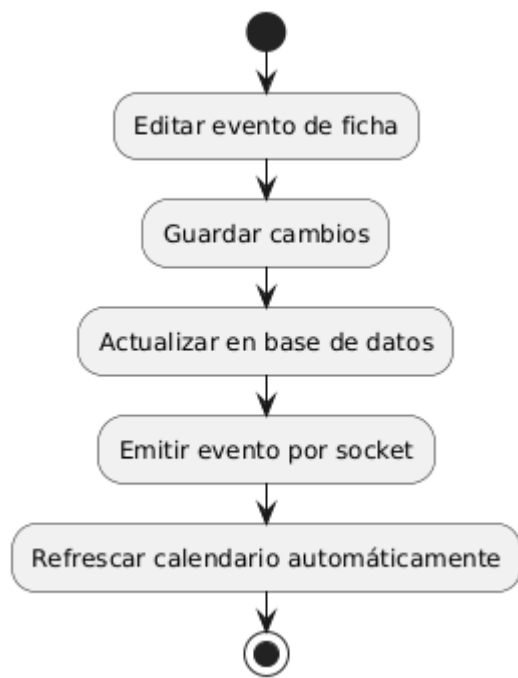 Editar evento de ficha
Guardar cambios
Actualizar en base de datos
Emitir evento por socket
Refrescar calendario automáticamente